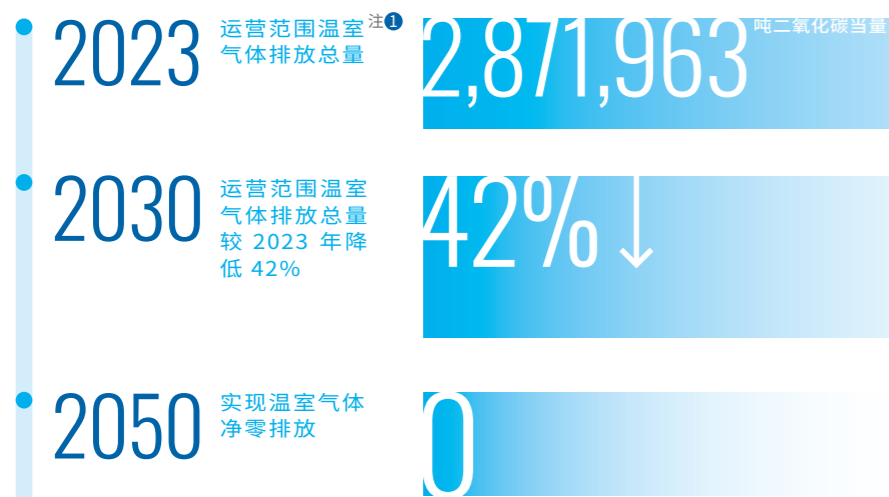 2023
运营范围温室注1
气体排放总量
2,871,963
吨二氧化碳当量
2030
运营范围温室
气体排放总量
较 2023 年降
低 42%
42%↓
2050
实现温室气体
净零排放
0